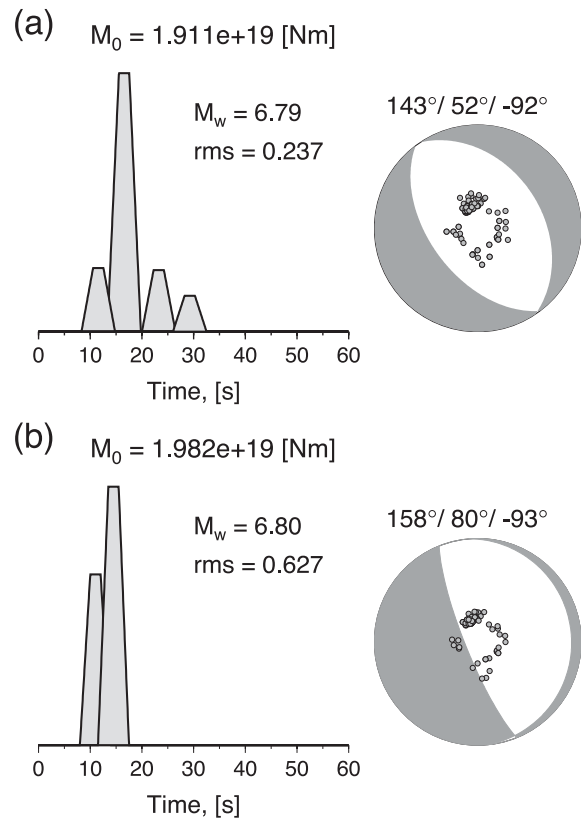 (a)
M₀ = 1.911e+19 [Nm]
M_w = 6.79
rms = 0.237
143°/ 52°/ -92°
0 10 20 30 40 50 60
Time, [s]
(b)
M₀ = 1.982e+19 [Nm]
M_w = 6.80
rms = 0.627
158°/ 80°/ -93°
0 10 20 30 40 50 60
Time, [s]